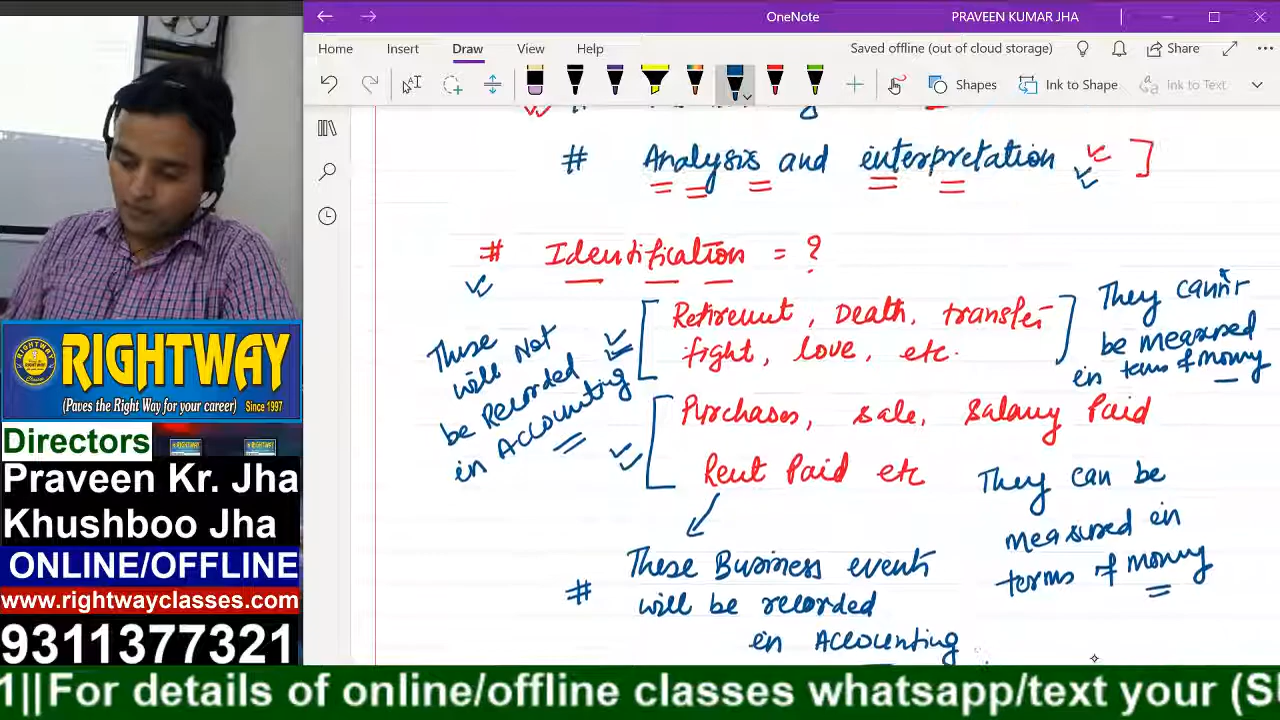 OneNote
PRAVEEN KUMAR JHA
Home Insert Draw View Help
Saved offline (out of cloud storage)
Share
Shapes
Ink to Shape
Ink to Text
# Analysis and interpretation ]
# Identification = ?
Retirement, Death, transfer
fight, love, etc.
They can't
be measured
in terms of money
These
will Not
be Recorded
in Accounting
Purchases, sale, Salary Paid
Rent Paid etc
They can be
measured in
terms of money
# These Business events
will be recorded
in Accounting
RIGHTWAY
(Paves the Right Way for your career) Since 1997
Directors
Praveen Kr. Jha
Khushboo Jha
ONLINE/OFFLINE
www.rightwayclasses.com
9311377321
1||For details of online/offline classes whatsapp/text your (S